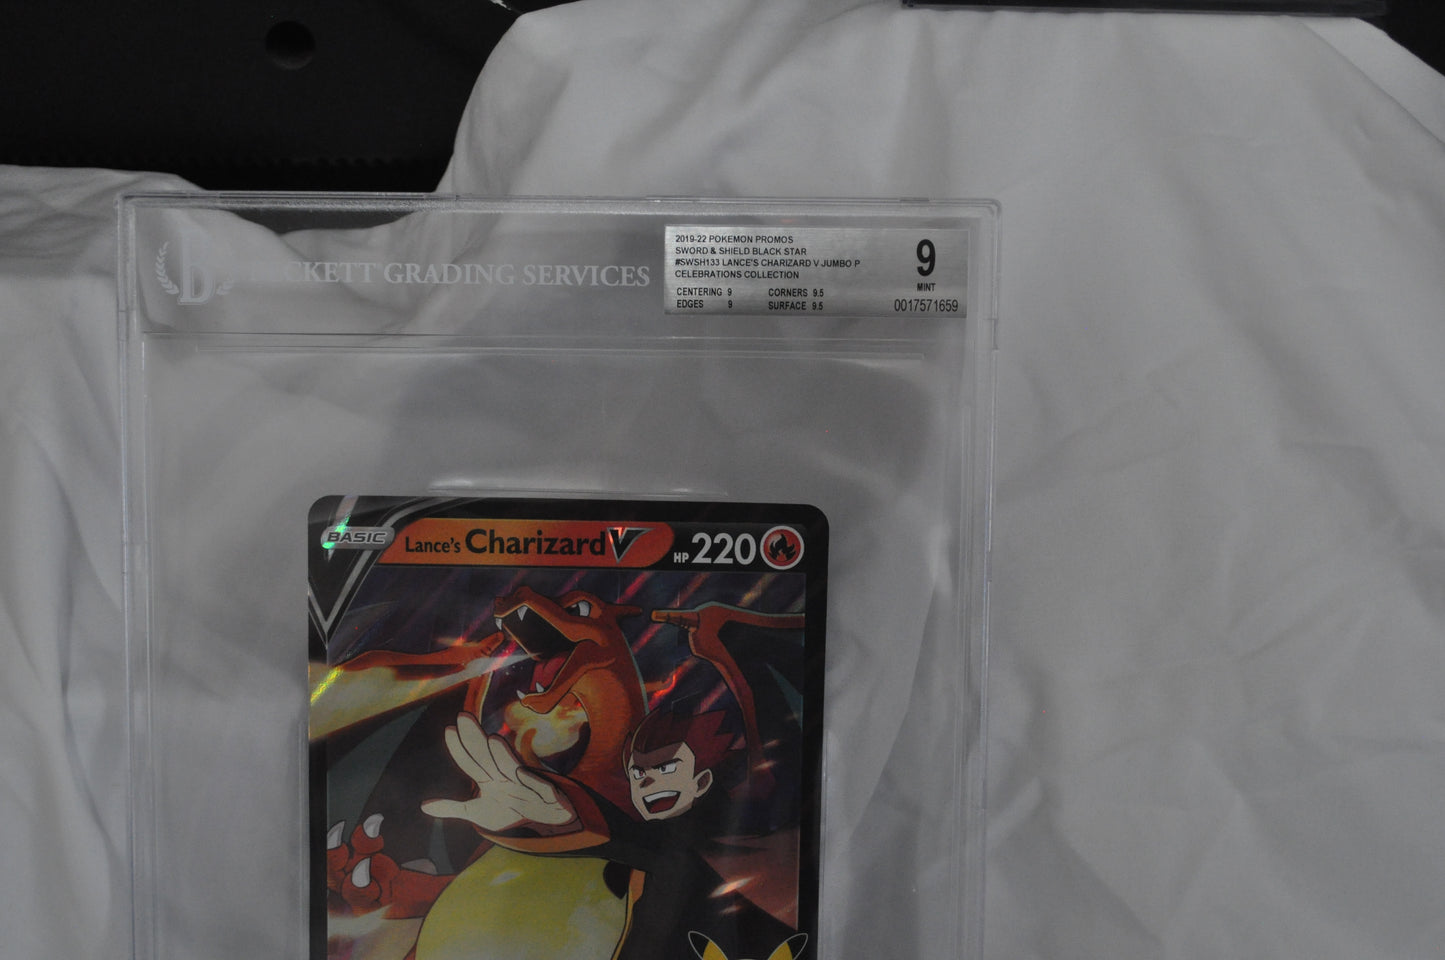 BECKETT GRADING SERVICES
2019-22 POKEMON PROMOS
SWORD & SHIELD BLACK STAR
#SWSH133 LANCE'S CHARIZARD V JUMBO P
CELEBRATIONS COLLECTION
CENTERING 9 CORNERS 9.5
EDGES 9 SURFACE 9.5
9
MINT
0017571659
BASIC Lance's Charizard V HP 220